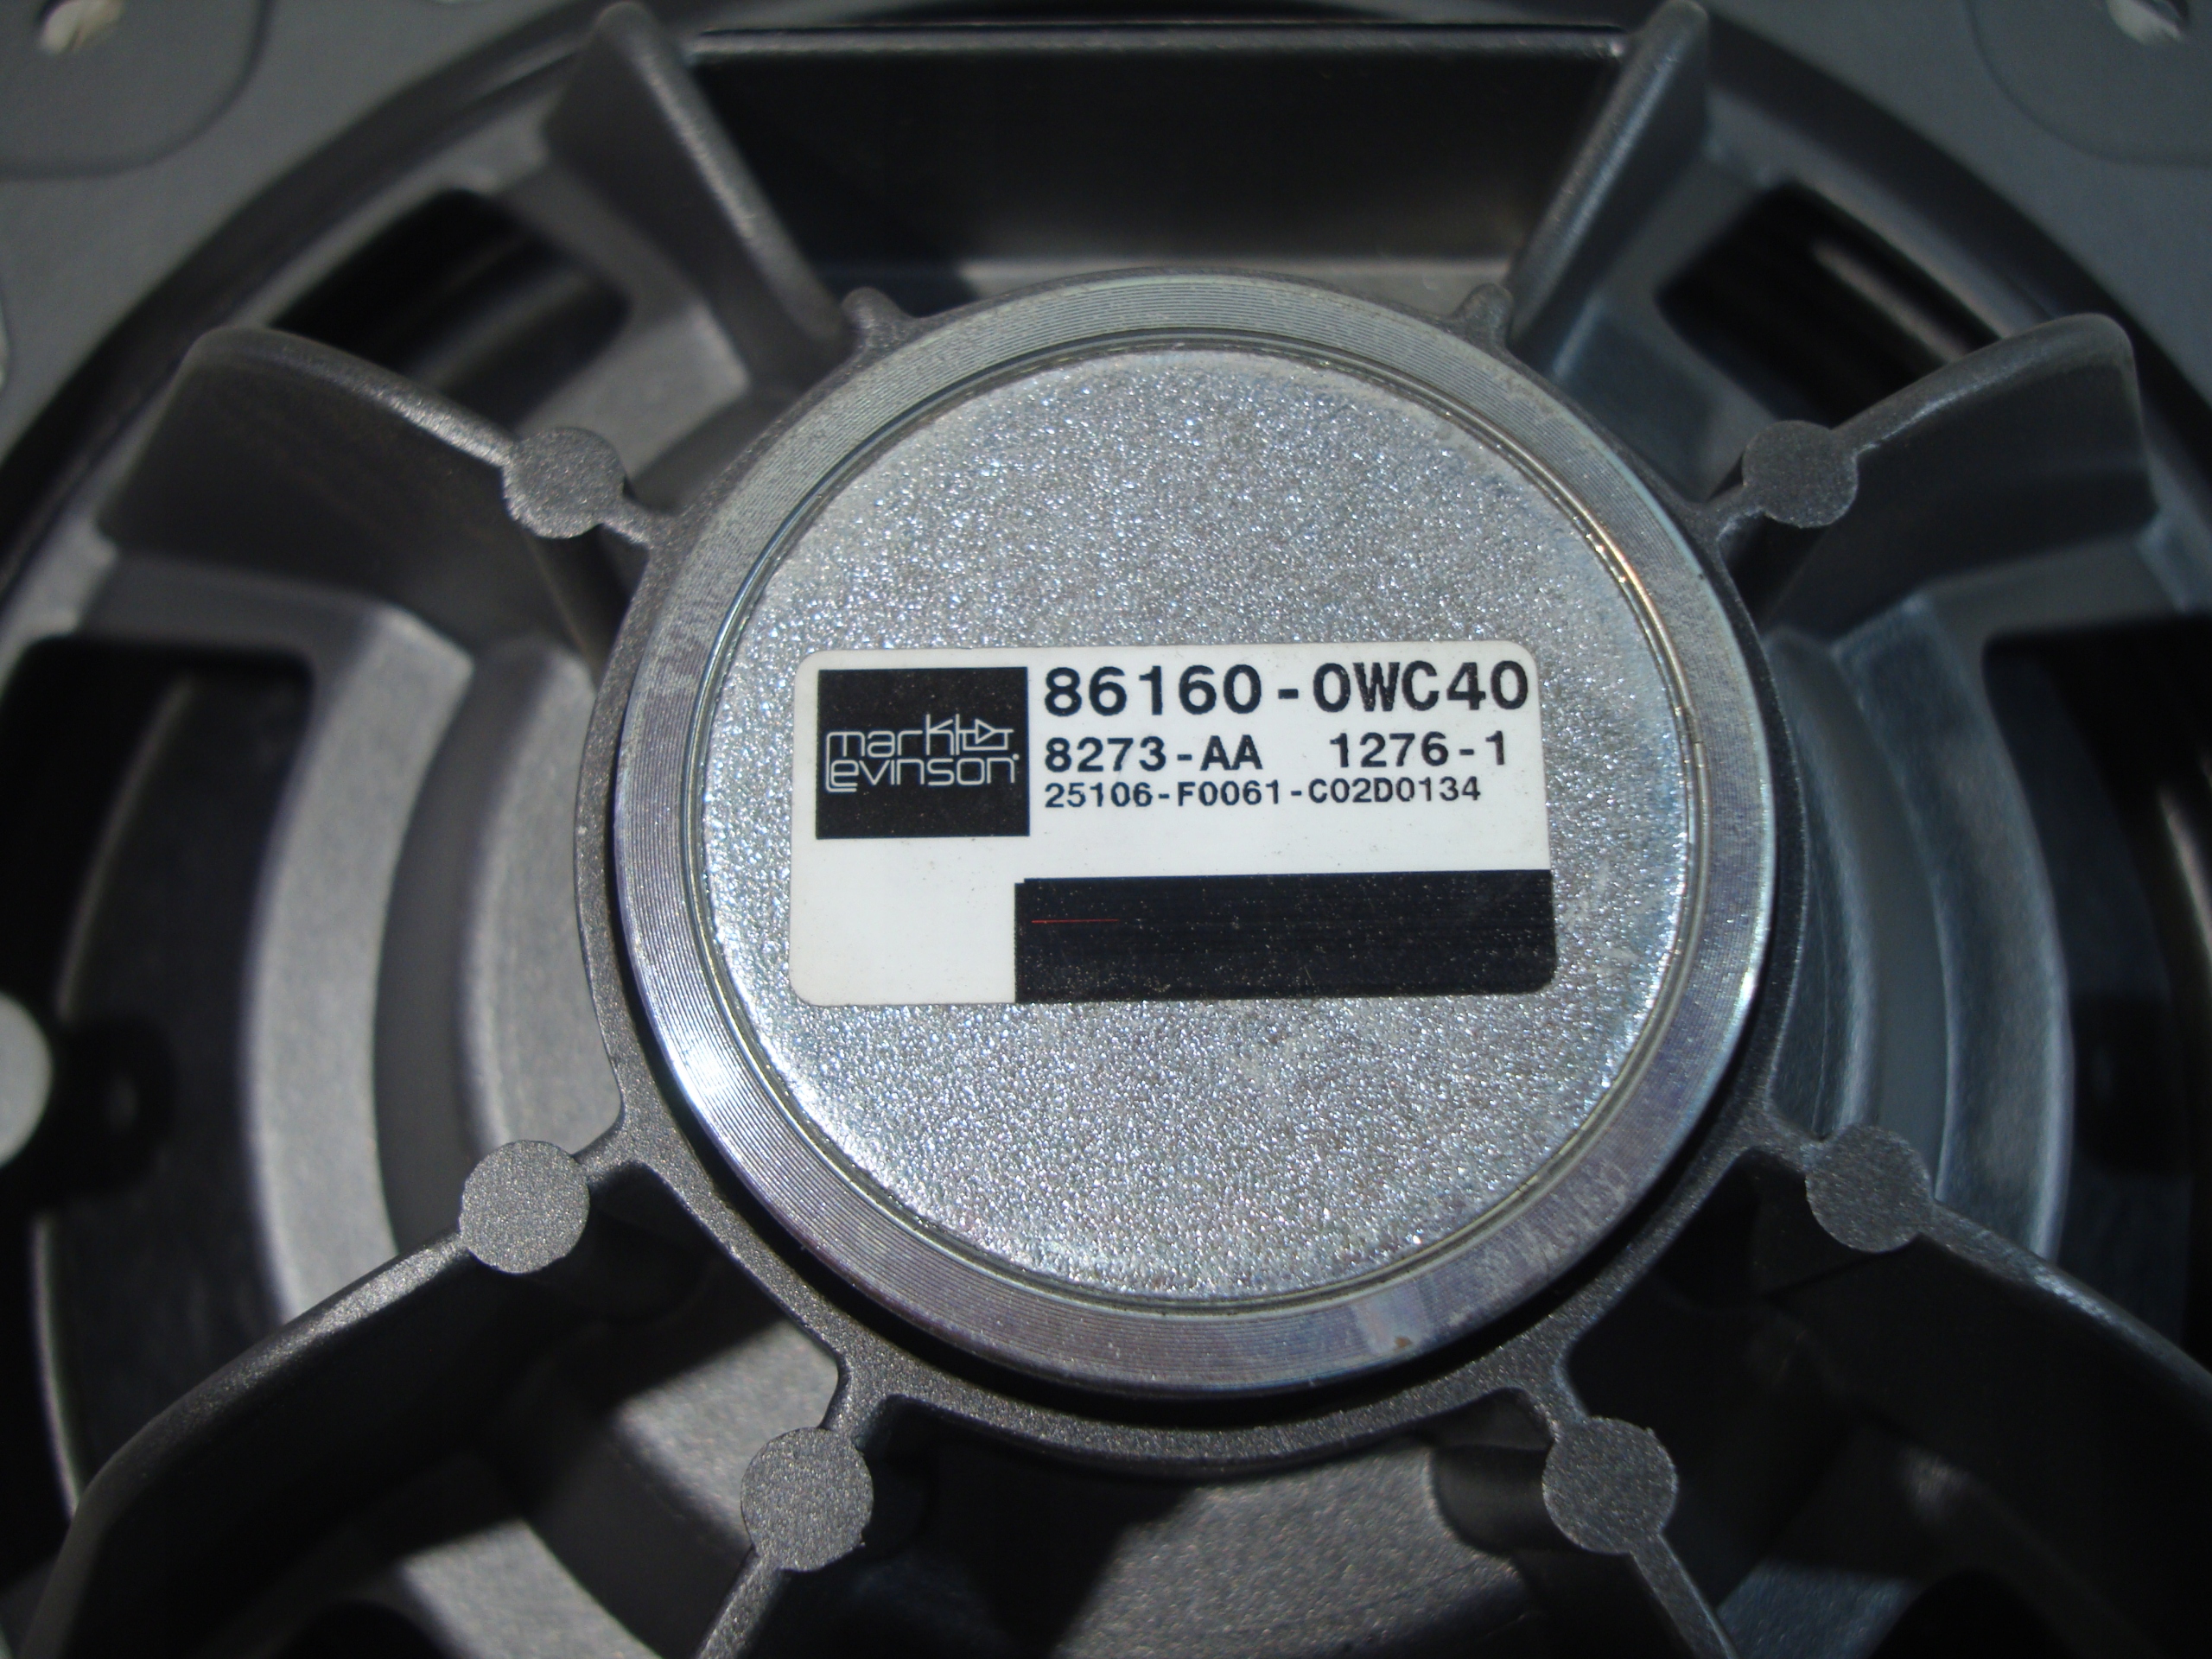 mark
levinson
86160-0WC40
8273-AA 1276-1
25106-F0061-C02D0134